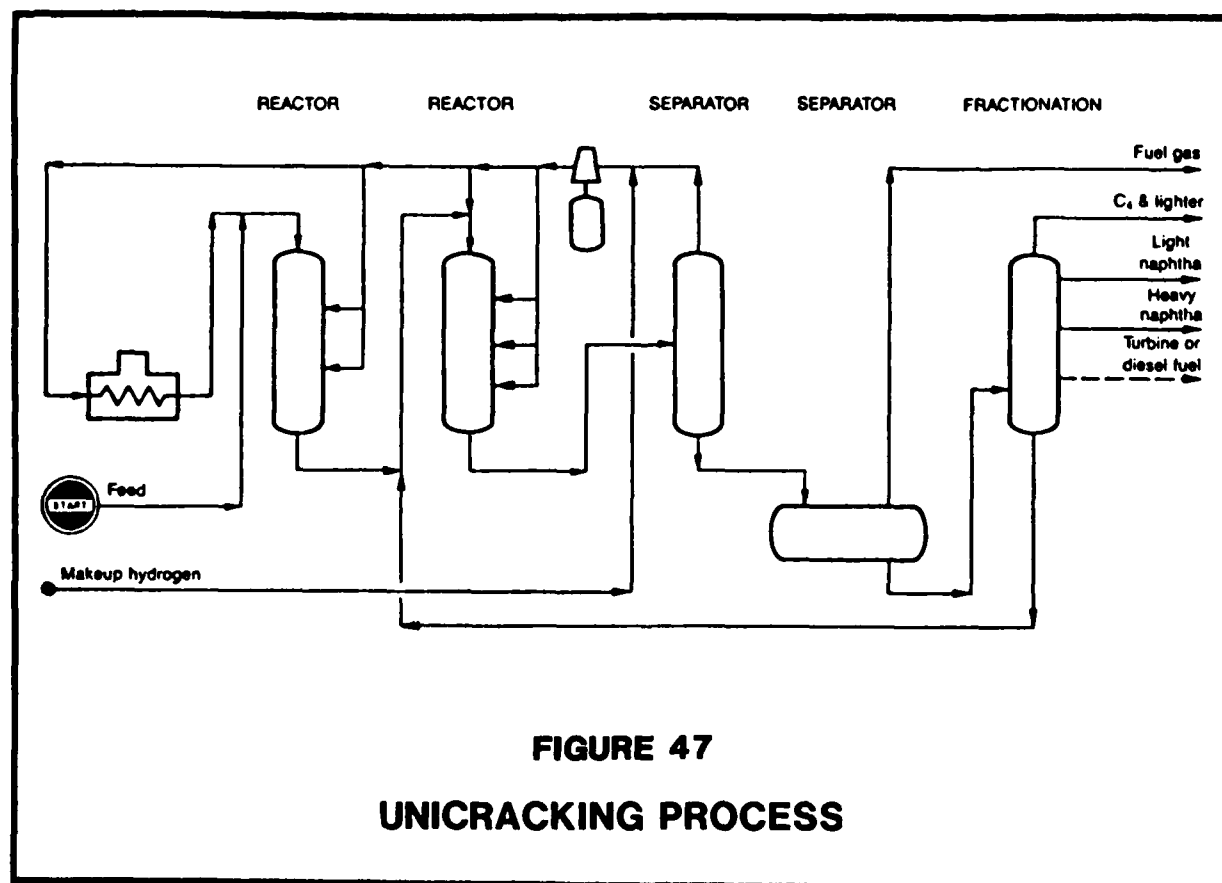 REACTOR REACTOR SEPARATOR SEPARATOR FRACTIONATION
Fuel gas
C₄ & lighter
Light
naphtha
Heavy
naphtha
Turbine or
diesel fuel
Feed
START
Makeup hydrogen
FIGURE 47
UNICRACKING PROCESS